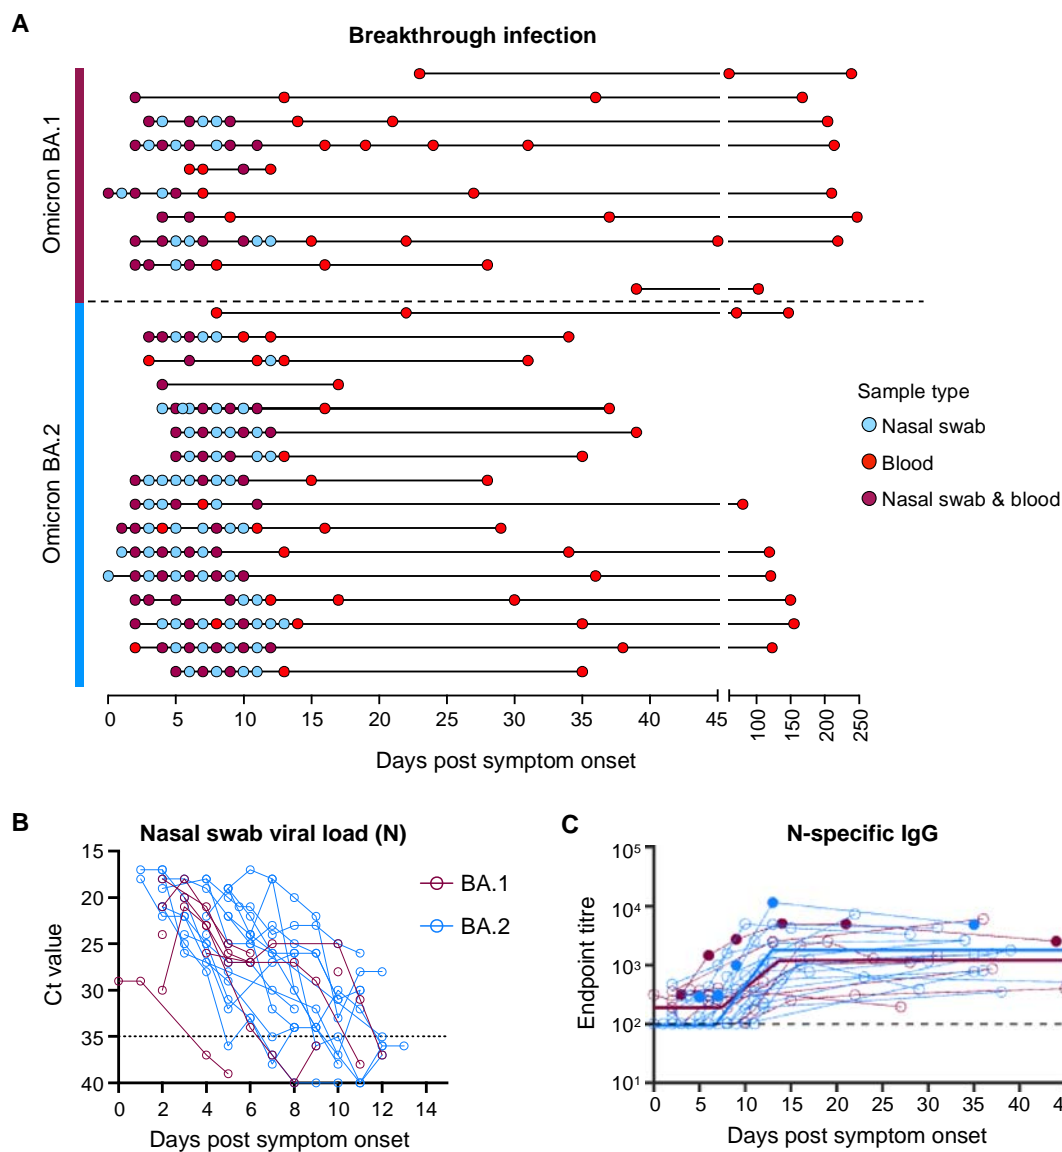 A
Breakthrough infection
Omicron BA.1
Omicron BA.2
Sample type
Nasal swab
Blood
Nasal swab & blood
0 5 10 15 20 25 30 35 40 45 100 150 200 250
Days post symptom onset
B
Nasal swab viral load (N)
Ct value
15
20
25
30
35
40
BA.1
BA.2
0 2 4 6 8 10 12 14
Days post symptom onset
C
N-specific IgG
Endpoint titre
10⁵
10⁴
10³
10²
10¹
0 5 10 15 20 25 30 35 40
Days post symptom onset